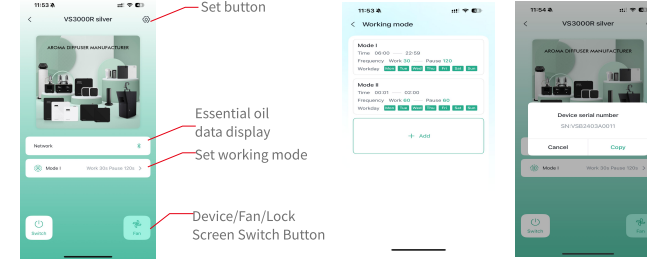 11:53
VS3000R silver
AROMA DIFFUSER MANUFACTURER
Network
Mode I
Work 30s Pause 120s
Switch
Fan
Set button
Essential oil
data display
Set working mode
Device/Fan/Lock
Screen Switch Button
11:53
Working mode
Mode I
Time 06:00 — 23:59
Frequency Work 30 — Pause 120
Workday Mon Tue Wed Thu Fri Sat Sun
Mode II
Time 00:01 — 02:00
Frequency Work 60 — Pause 60
Workday Mon Tue Wed Thu Fri Sat Sun
+ Add
11:54
VS3000R silver
AROMA DIFFUSER MANUFACTURER
Device serial number
SN:VSB2403A0011
Cancel
Copy
Mode I
Work 30s Pause 120s
Switch
Fan